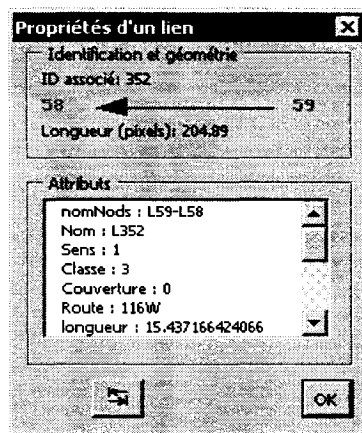 Propriétés d'un lien
Identification et géométrie
ID associé: 352
58 59
Longueur (pixels): 204.89
Attributs
nomNods : L59-L58
Nom : L352
Sens : 1
Classe : 3
Couverture : 0
Route : 116W
longueur : 15.437166424066
OK